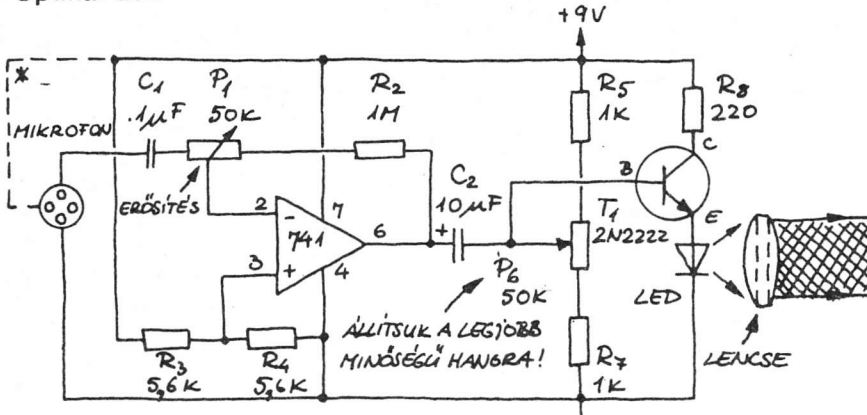 +9V
*
C1
.1µF
P1
50K
R2
1M
R5
1K
R8
220
MIKROFON
C
B
E
ERŐSÍTÉS
2
-
7
741
6
3
+
4
C2
10µF
+
T1
2N2222
P6
50K
LED
ÁLLÍTSUK A LEGJOBB
MINŐSÉGŰ HANGRA!
LENCSE
R3
5,6K
R4
5,6K
R7
1K